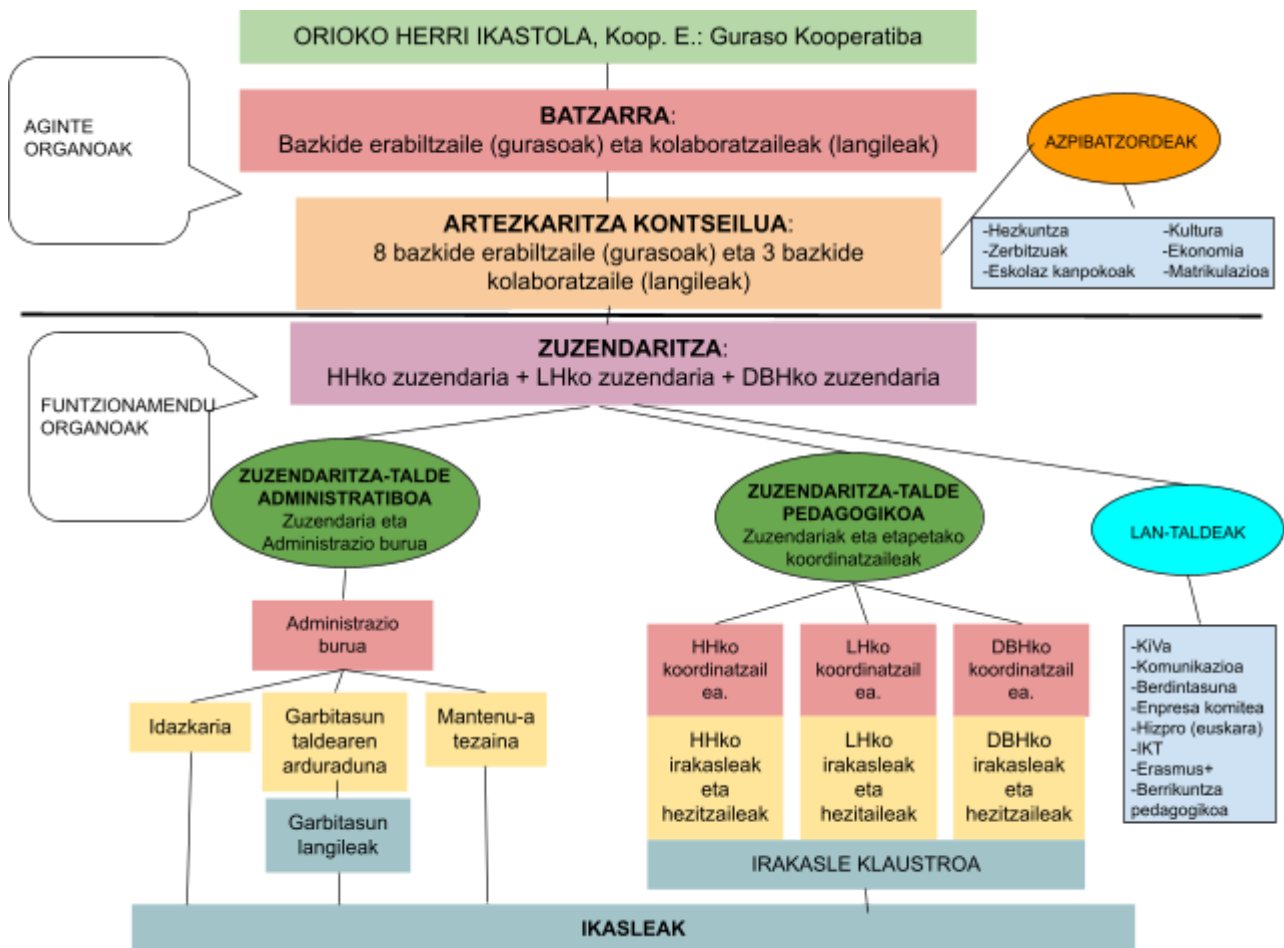 ORIOKO HERRI IKASTOLA, Koop. E.: Guraso Kooperatiba
AGINTE
ORGANOAK
BATZARRA:
Bazkide erabiltzaile (gurasoak) eta kolaboratzaileak (langileak)
AZPIBATZORDEAK
ARTEZKARITZA KONTSEILUA:
8 bazkide erabiltzaile (gurasoak) eta 3 bazkide
kolaboratzaile (langileak)
-Hezkuntza
-Zerbitzuak
-Eskolaz kanpokoak
-Kultura
-Ekonomia
-Matrikulazioa
FUNTZIONAMENDU
ORGANOAK
ZUZENDARITZA:
HHko zuzendaria + LHko zuzendaria + DBHko zuzendaria
ZUZENDARITZA-TALDE
ADMINISTRATIBOA
Zuzendaria eta
Administrazio burua
ZUZENDARITZA-TALDE
PEDAGOGIKOA
Zuzendariak eta etapetako
koordinatzaileak
LAN-TALDEAK
Administrazio
burua
Idazkaria
Garbitasun
taldearen
arduraduna
Mantenu-a
tezaina
Garbitasun
langileak
HHko
koordinatzail
ea.
LHko
koordinatzail
ea.
DBHko
koordinatzail
ea.
HHko
irakasleak
eta
hezitzaileak
LHko
irakasleak
eta
hezitaileak
DBHko
irakasleak
eta
hezitzaileak
IRAKASLE KLAUSTROA
-KiVa
-Komunikazioa
-Berdintasuna
-Enpresa komitea
-Hizpro (euskara)
-IKT
-Erasmus+
-Berrikuntza
pedagogikoa
IKASLEAK